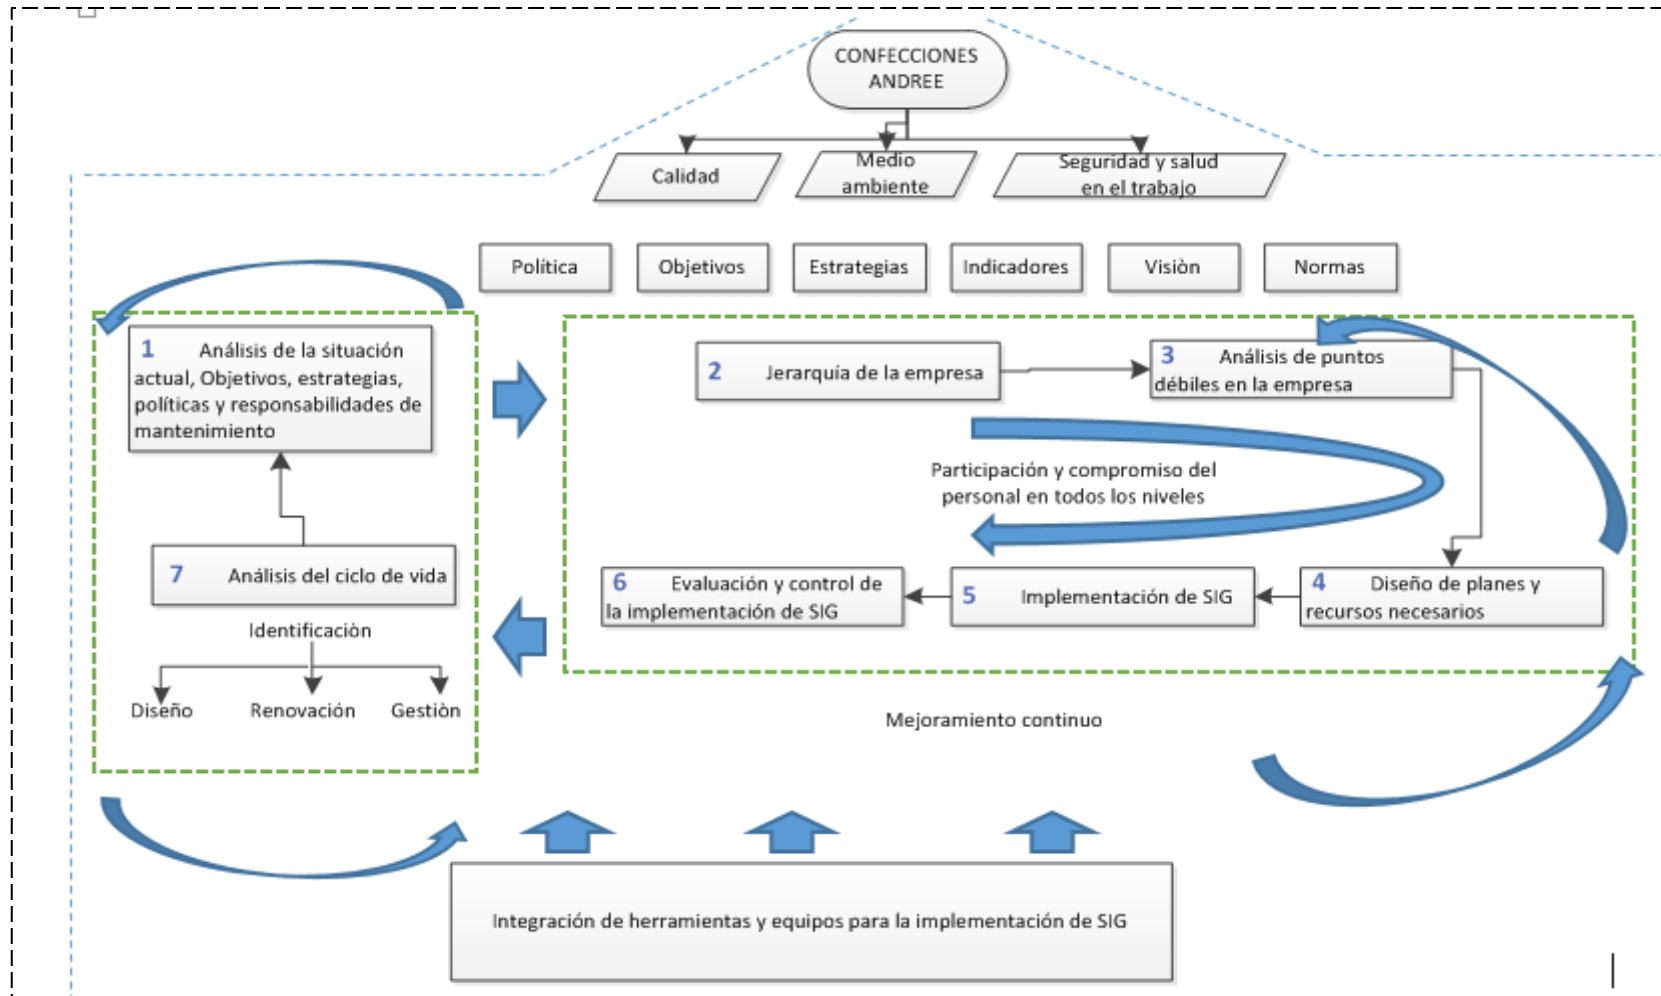 CONFECCIONES
ANDREE
Calidad
Medio
ambiente
Seguridad y salud
en el trabajo
Política
Objetivos
Estrategias
Indicadores
Visiòn
Normas
1 Análisis de la situación
actual, Objetivos, estrategias,
políticas y responsabilidades de
mantenimiento
2 Jerarquía de la empresa
3 Análisis de puntos
débiles en la empresa
Participación y compromiso del
personal en todos los niveles
7 Análisis del ciclo de vida
6 Evaluación y control de
la implementación de SIG
5 Implementación de SIG
4 Diseño de planes y
recursos necesarios
Identificaciòn
Diseño
Renovación
Gestiòn
Mejoramiento continuo
Integración de herramientas y equipos para la implementación de SIG